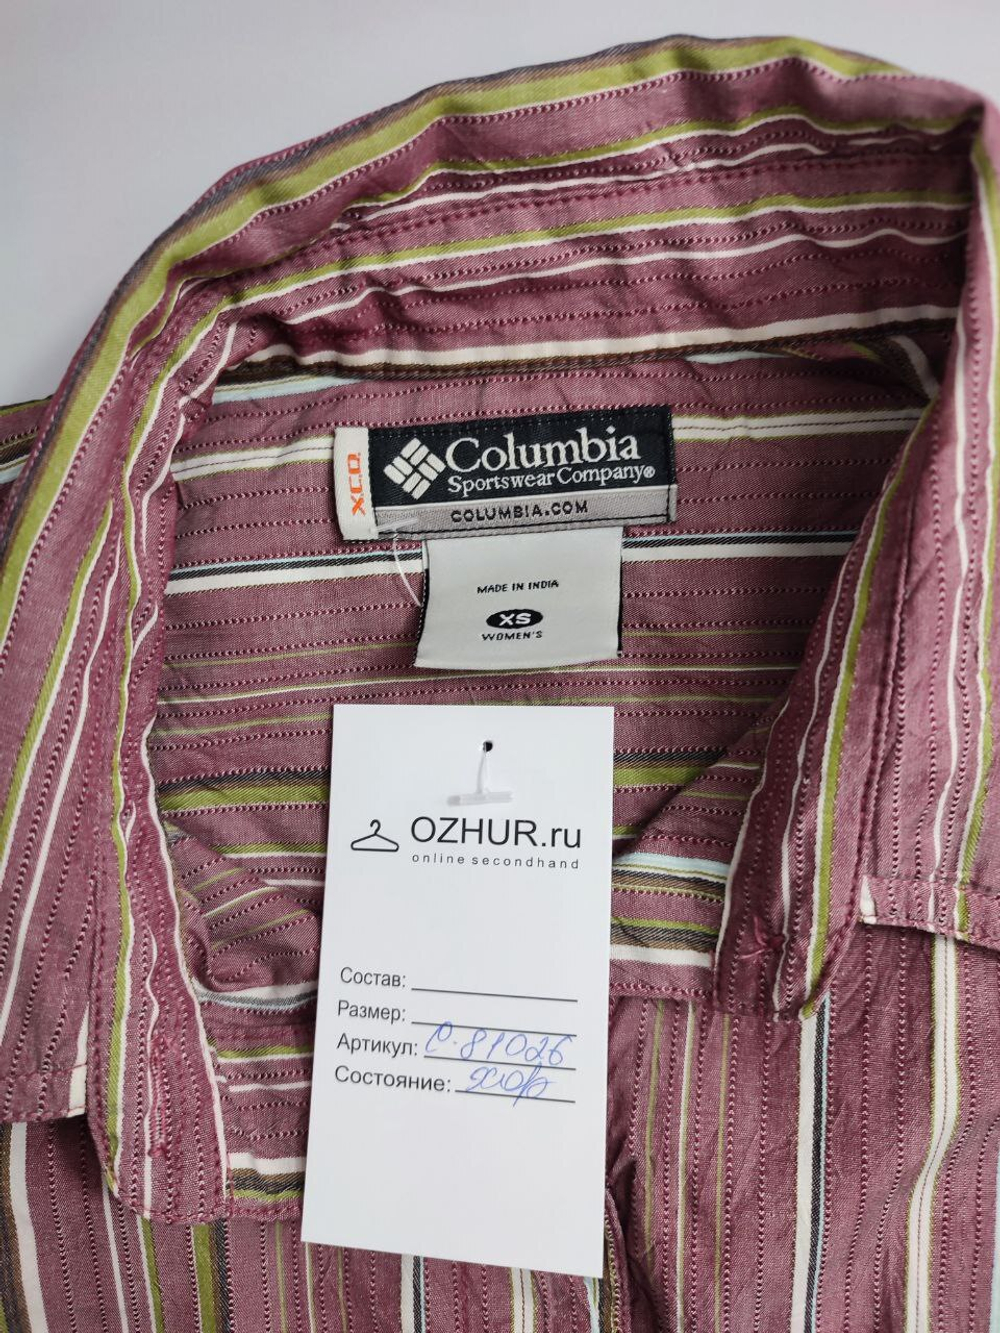 X.C.O.
Columbia
Sportswear Company®
COLUMBIA.COM
MADE IN INDIA
XS
WOMEN'S
OZHUR.ru
online secondhand
Состав:
Размер:
Артикул: С-81026
Состояние: хор